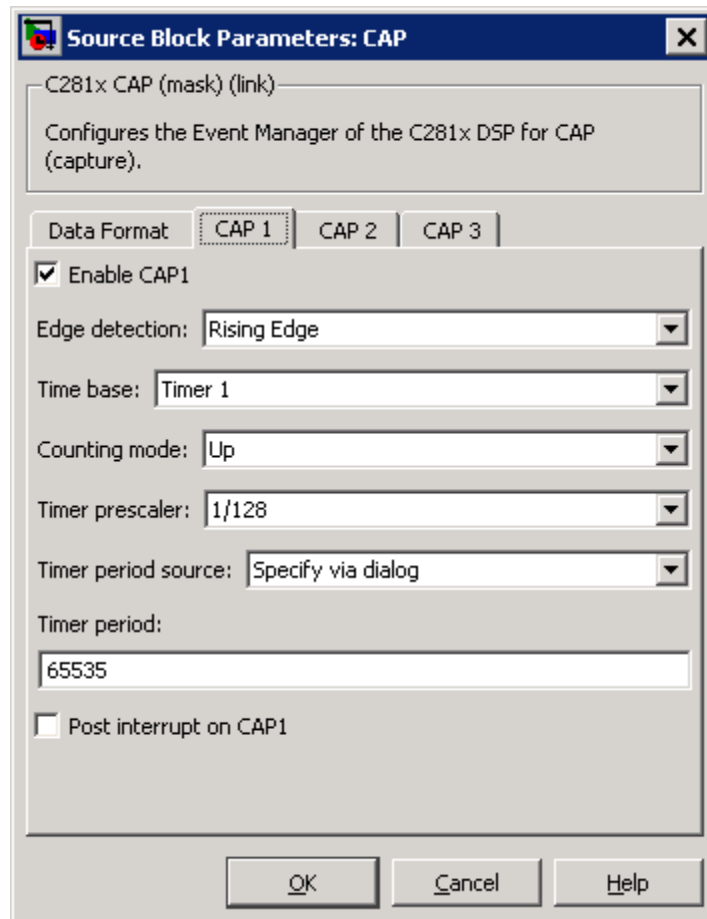 Source Block Parameters: CAP
C281x CAP (mask) (link)
Configures the Event Manager of the C281x DSP for CAP
(capture).
Data Format CAP 1 CAP 2 CAP 3
Enable CAP1
Edge detection: Rising Edge
Time base: Timer 1
Counting mode: Up
Timer prescaler: 1/128
Timer period source: Specify via dialog
Timer period:
65535
Post interrupt on CAP1
OK Cancel Help